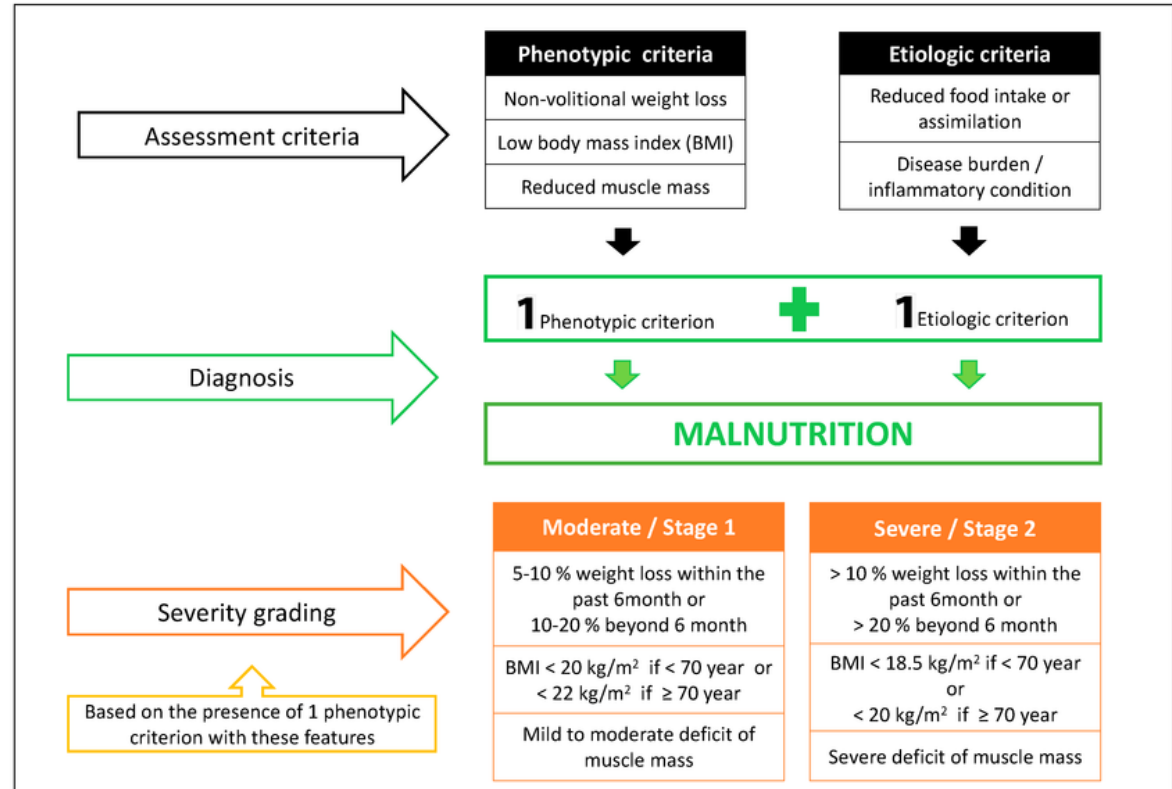 Phenotypic criteria
Non-volitional weight loss
Low body mass index (BMI)
Reduced muscle mass
Etiologic criteria
Reduced food intake or
assimilation
Disease burden /
inflammatory condition
Assessment criteria
1 Phenotypic criterion
1 Etiologic criterion
Diagnosis
MALNUTRITION
Moderate / Stage 1
5-10 % weight loss within the
past 6month or
10-20 % beyond 6 month
BMI < 20 kg/m² if < 70 year or
< 22 kg/m² if ≥ 70 year
Mild to moderate deficit of
muscle mass
Severe / Stage 2
> 10 % weight loss within the
past 6month or
> 20 % beyond 6 month
BMI < 18.5 kg/m² if < 70 year
or
< 20 kg/m² if ≥ 70 year
Severe deficit of muscle mass
Severity grading
Based on the presence of 1 phenotypic
criterion with these features